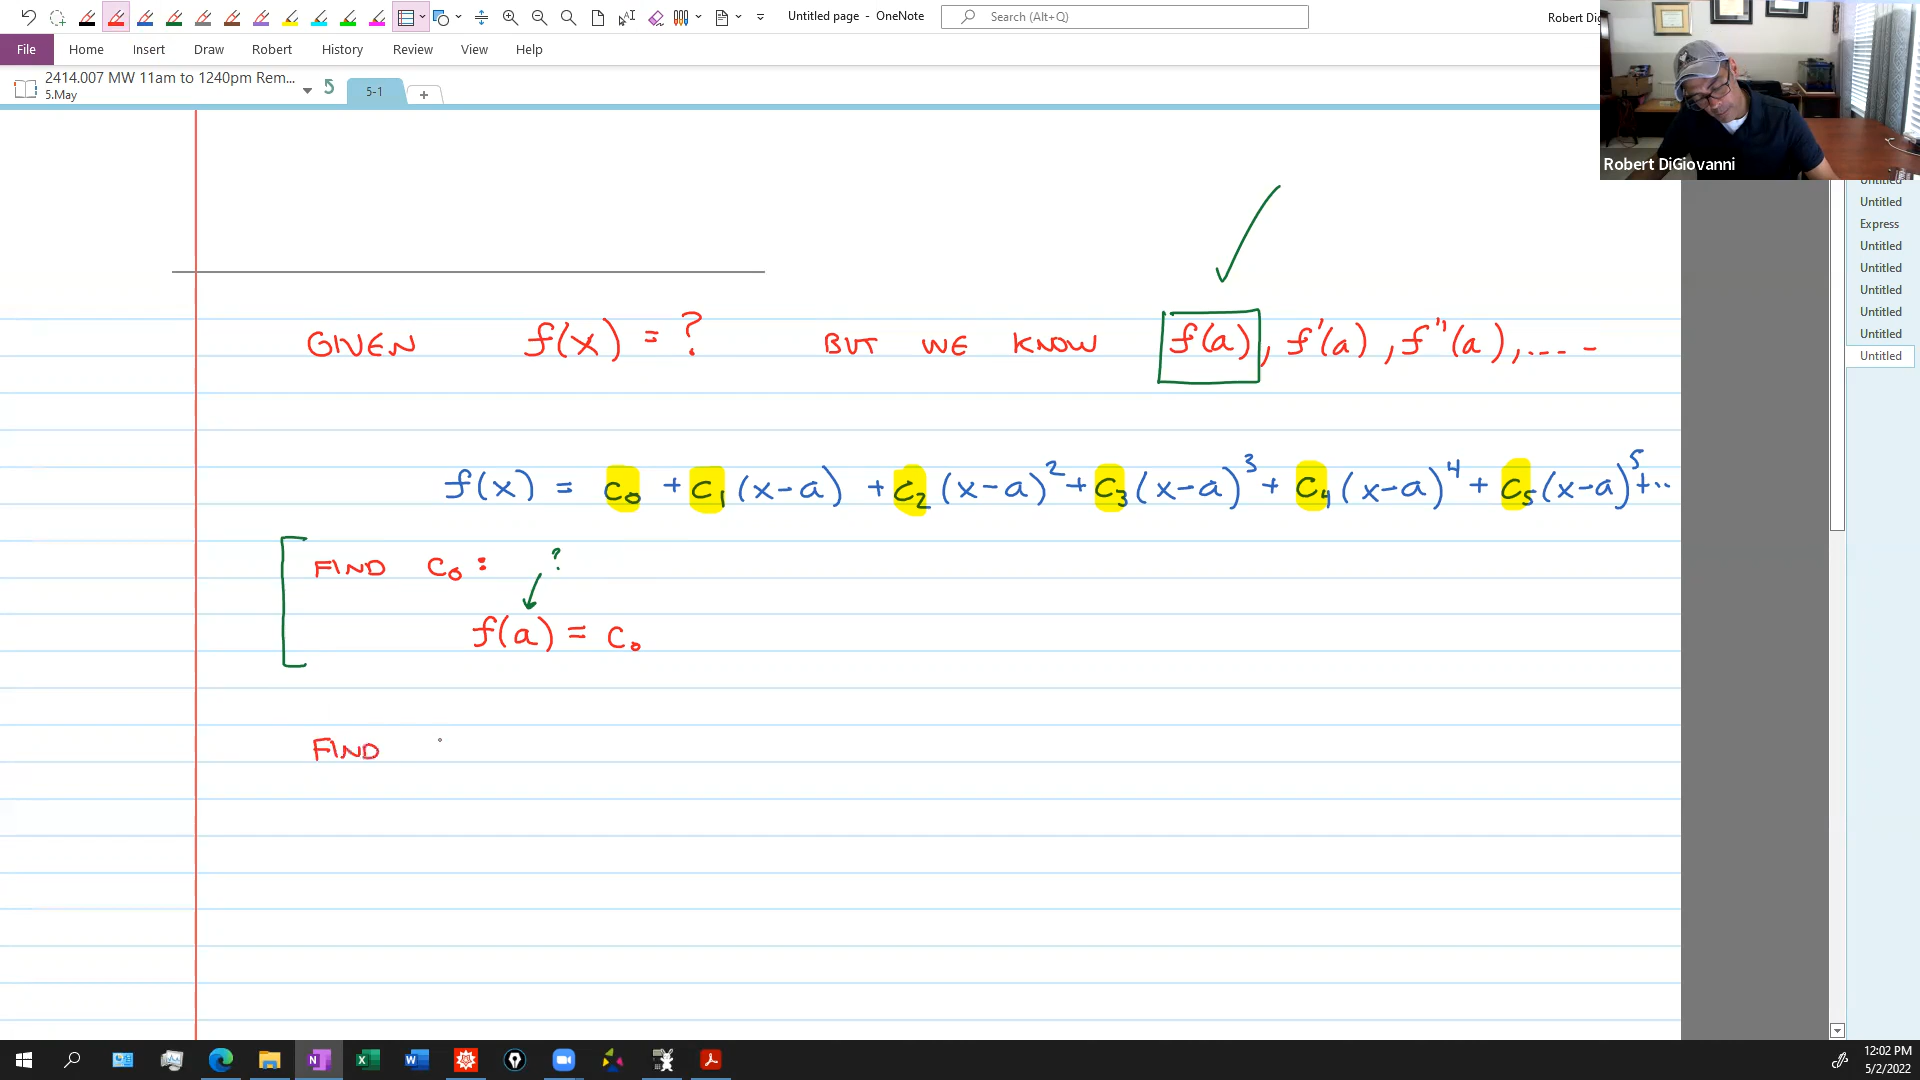 Untitled page - OneNote
Search (Alt+Q)
Robert Dig
File Home Insert Draw Robert History Review View Help
2414.007 MW 11am to 1240pm Rem...
5.May
5-1
Robert DiGiovanni
Untitled
Untitled
Express
Untitled
Untitled
Untitled
Untitled
Untitled
Untitled
GIVEN f(x) = ? BUT WE KNOW f(a), f'(a), f"(a), .... -
f(x) = c₀ + c₁(x-a) + c₂(x-a)² + c₃(x-a)³ + c₄(x-a)⁴ + c₅(x-a)⁵+...
FIND c₀: ?
f(a) = c₀
FIND
12:02 PM
5/2/2022